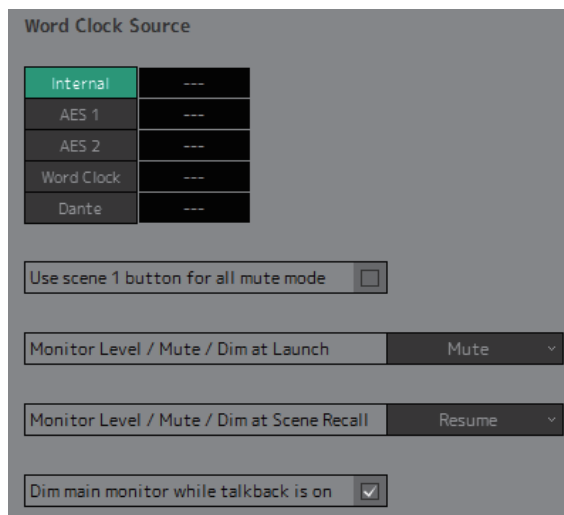 Word Clock Source
Internal ---
AES 1 ---
AES 2 ---
Word Clock ---
Dante ---
Use scene 1 button for all mute mode
Monitor Level / Mute / Dim at Launch Mute
Monitor Level / Mute / Dim at Scene Recall Resume
Dim main monitor while talkback is on